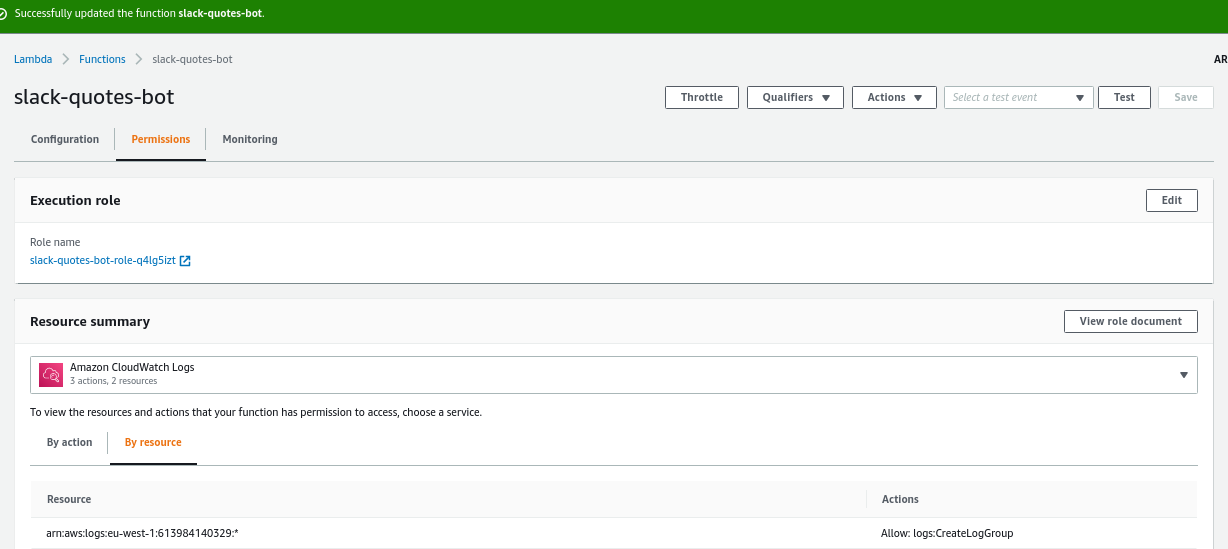 Successfully updated the function slack-quotes-bot.
Lambda > Functions > slack-quotes-bot
AR
slack-quotes-bot
Throttle Qualifiers Actions Select a test event Test Save
Configuration Permissions Monitoring
Execution role Edit
Role name
slack-quotes-bot-role-q4lg5izt
Resource summary View role document
Amazon CloudWatch Logs
3 actions, 2 resources
To view the resources and actions that your function has permission to access, choose a service.
By action By resource
Resource Actions
arn:aws:logs:eu-west-1:613984140329:* Allow: logs:CreateLogGroup